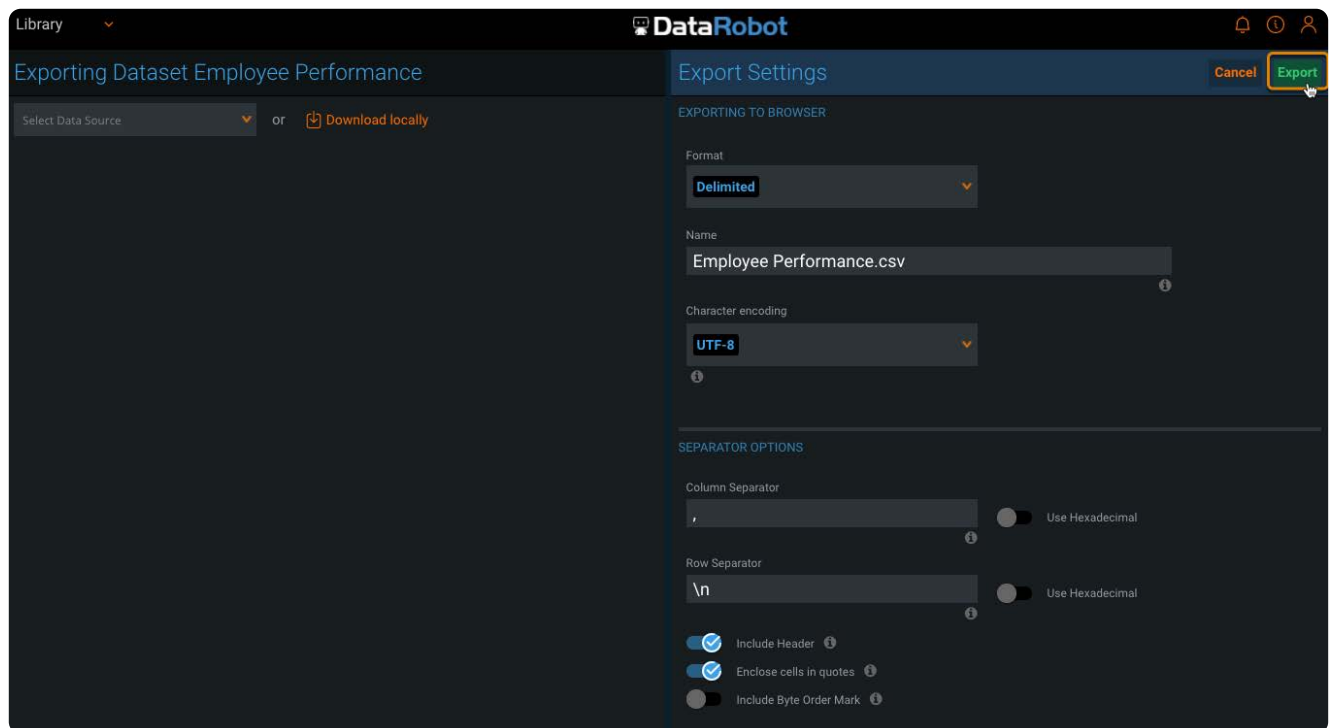 Library
DataRobot
Exporting Dataset Employee Performance
Select Data Source or Download locally
Export Settings
Cancel Export
EXPORTING TO BROWSER
Format
Delimited
Name
Employee Performance.csv
Character encoding
UTF-8
SEPARATOR OPTIONS
Column Separator
, Use Hexadecimal
Row Separator
\n Use Hexadecimal
Include Header
Enclose cells in quotes
Include Byte Order Mark